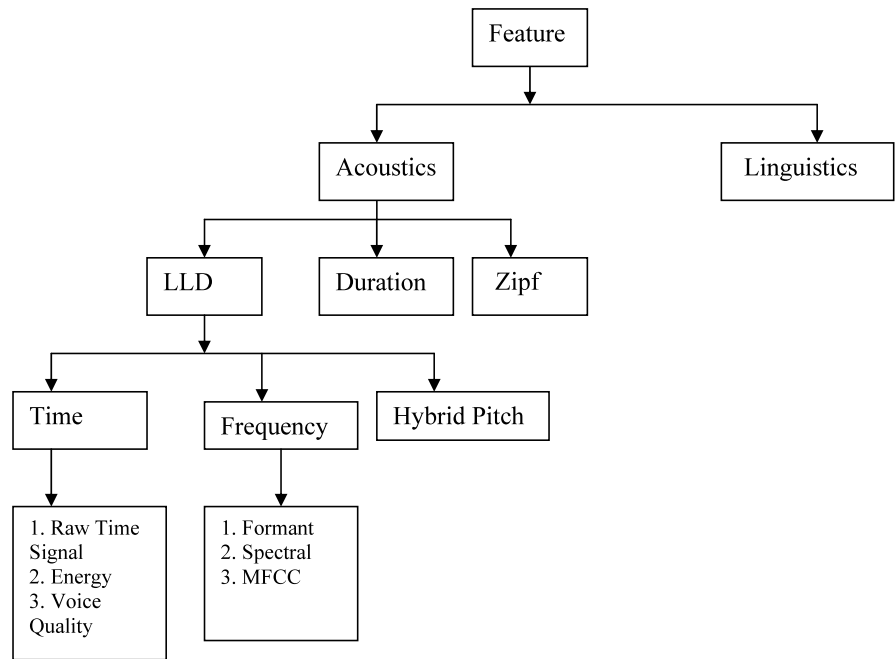 Feature
Acoustics
Linguistics
LLD
Duration
Zipf
Time
Frequency
Hybrid Pitch
1. Raw Time
Signal
2. Energy
3. Voice
Quality
1. Formant
2. Spectral
3. MFCC